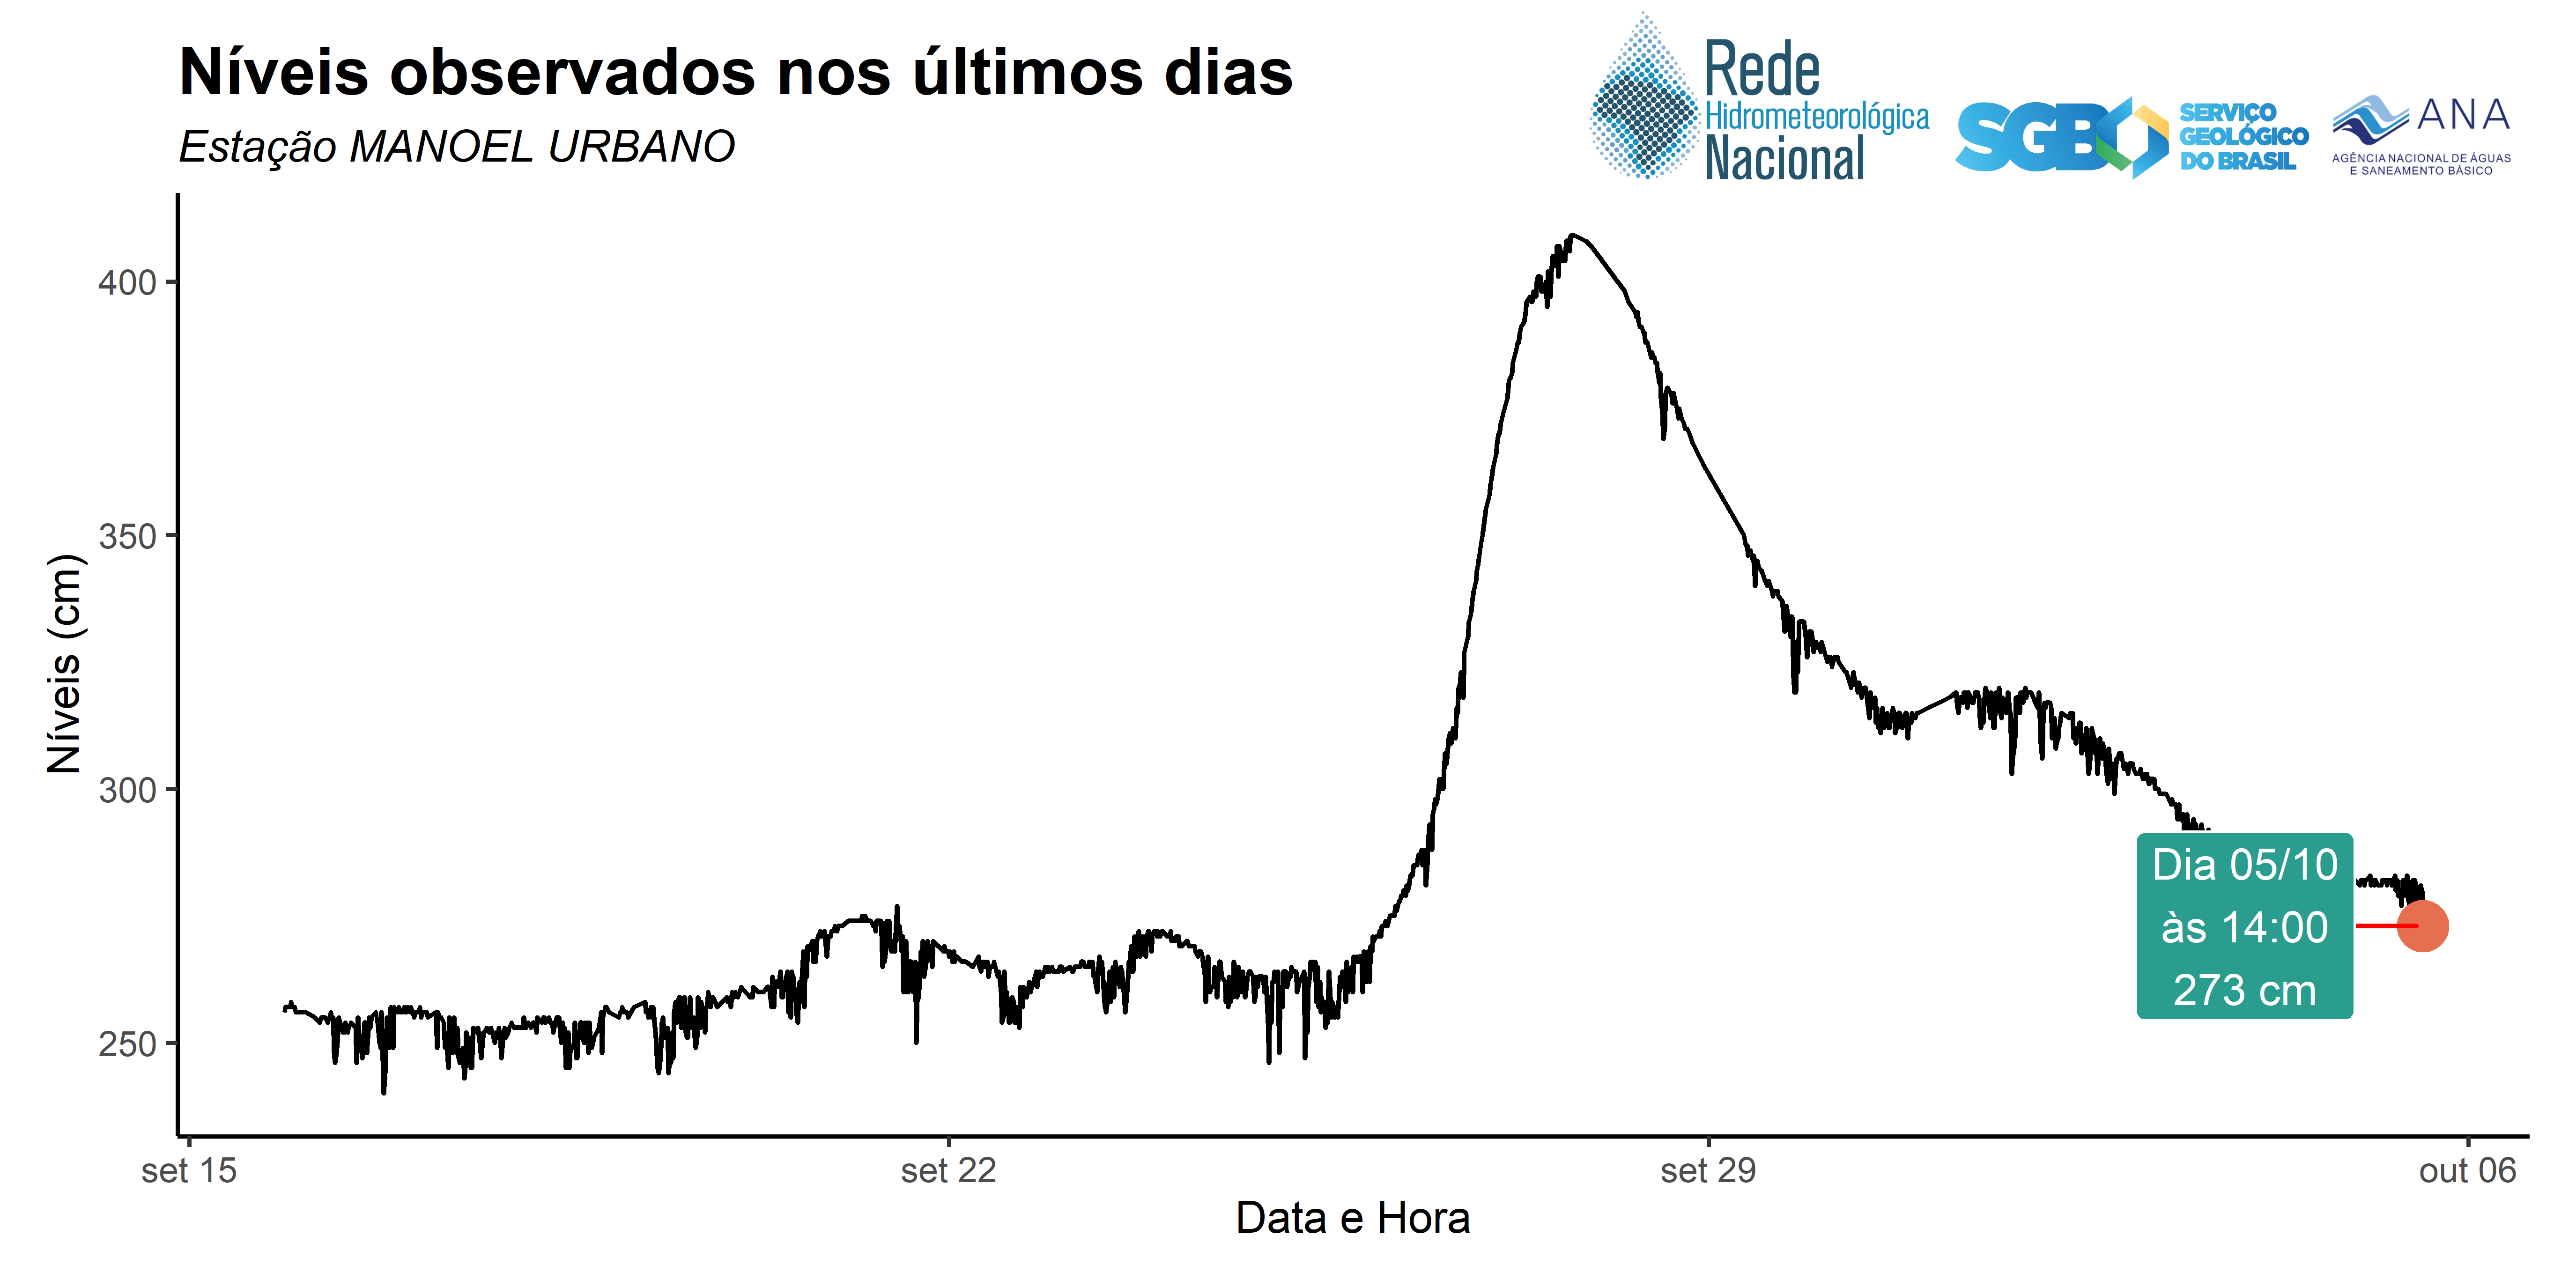 Níveis observados nos últimos dias
Estação MANOEL URBANO
Rede
Hidrometeorológica
Nacional
SGB
SERVIÇO
GEOLÓGICO
DO BRASIL
ANA
AGÊNCIA NACIONAL DE ÁGUAS
E SANEAMENTO BÁSICO
Níveis (cm)
400
350
300
250
Dia 05/10
às 14:00
273 cm
set 15
set 22
set 29
out 06
Data e Hora